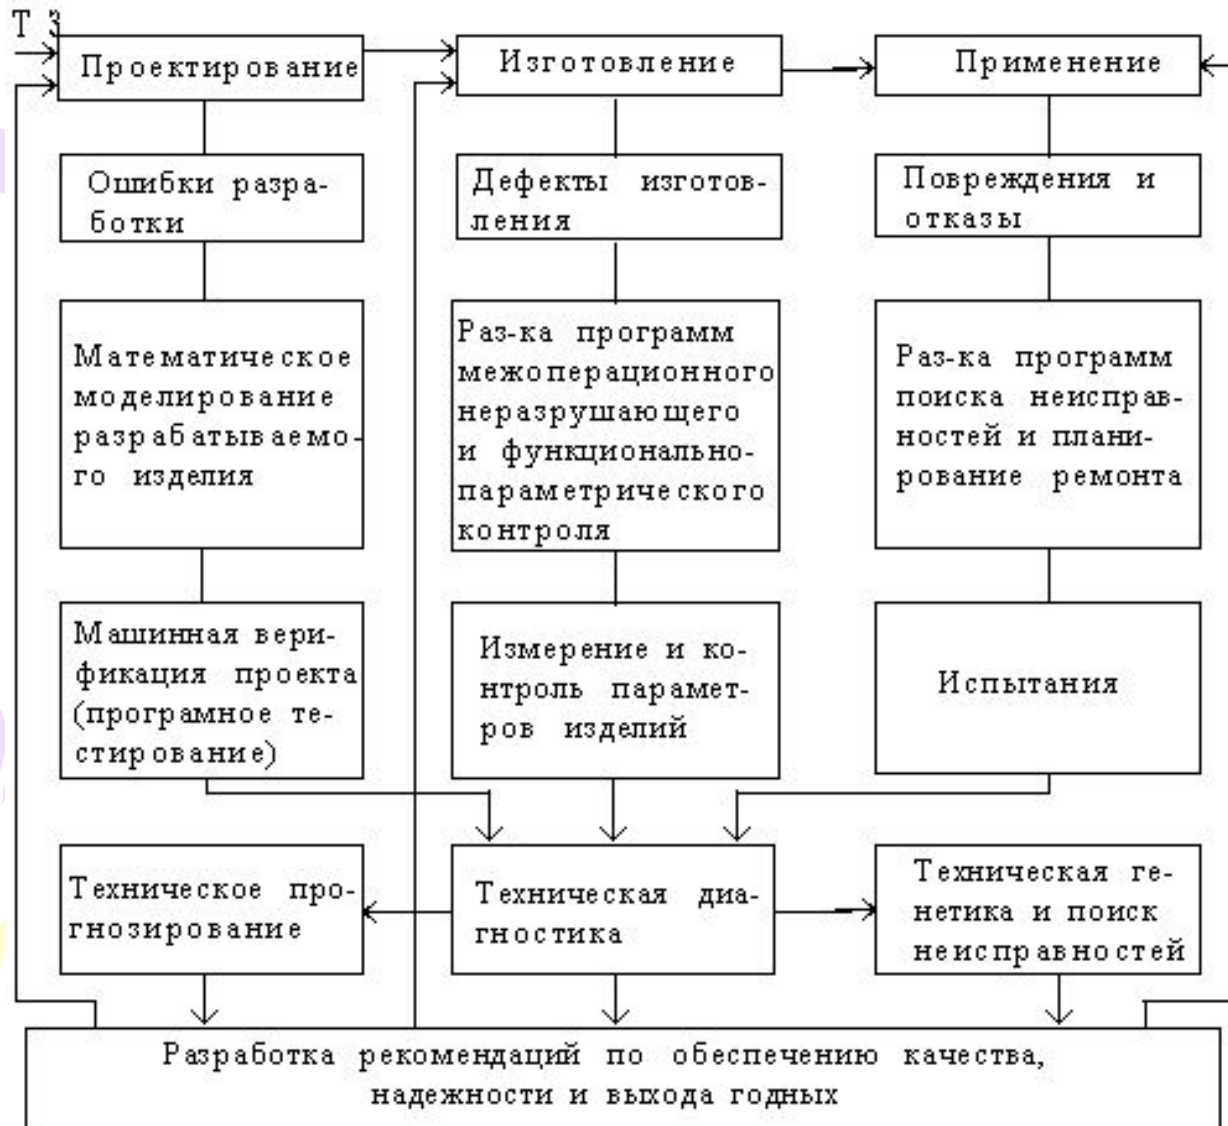 Т З
Проектирование
Изготовление
Применение
Ошибки разра-
ботки
Дефекты изготов-
ления
Повреждения и
отказы
Математическое
моделирование
разрабатываемо-
го изделия
Раз-ка программ
межоперационного
неразрушающего
и функционально-
параметрического
контроля
Раз-ка программ
поиска неисправ-
ностей и плани-
рование ремонта
Машинная вери-
фикация проекта
(програмное те-
стирование)
Измерение и ко-
нтроль парамет-
ров изделий
Испытания
Техническое про-
гнозирование
Техническая диа-
гностика
Техническая ге-
нетика и поиск
неисправностей
Разработка рекомендаций по обеспечению качества,
надежности и выхода годных